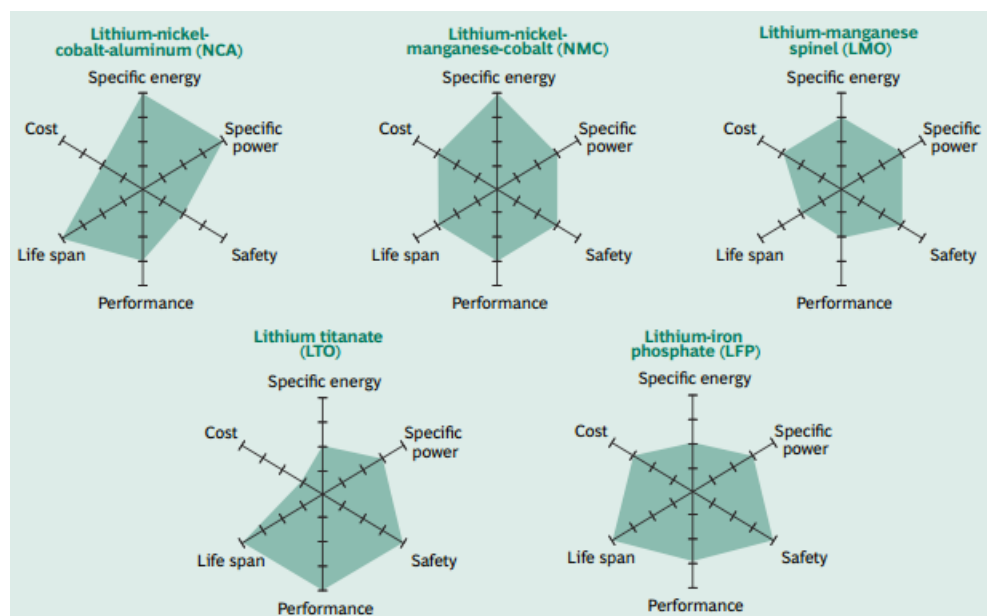 Lithium-nickel-
cobalt-aluminum (NCA)
Specific energy
Cost
Specific
power
Life span
Safety
Performance
Lithium-nickel-
manganese-cobalt (NMC)
Specific energy
Cost
Specific
power
Life span
Safety
Performance
Lithium-manganese
spinel (LMO)
Specific energy
Cost
Specific
power
Life span
Safety
Performance
Lithium titanate
(LTO)
Specific energy
Cost
Specific
power
Life span
Safety
Performance
Lithium-iron
phosphate (LFP)
Specific energy
Cost
Specific
power
Life span
Safety
Performance